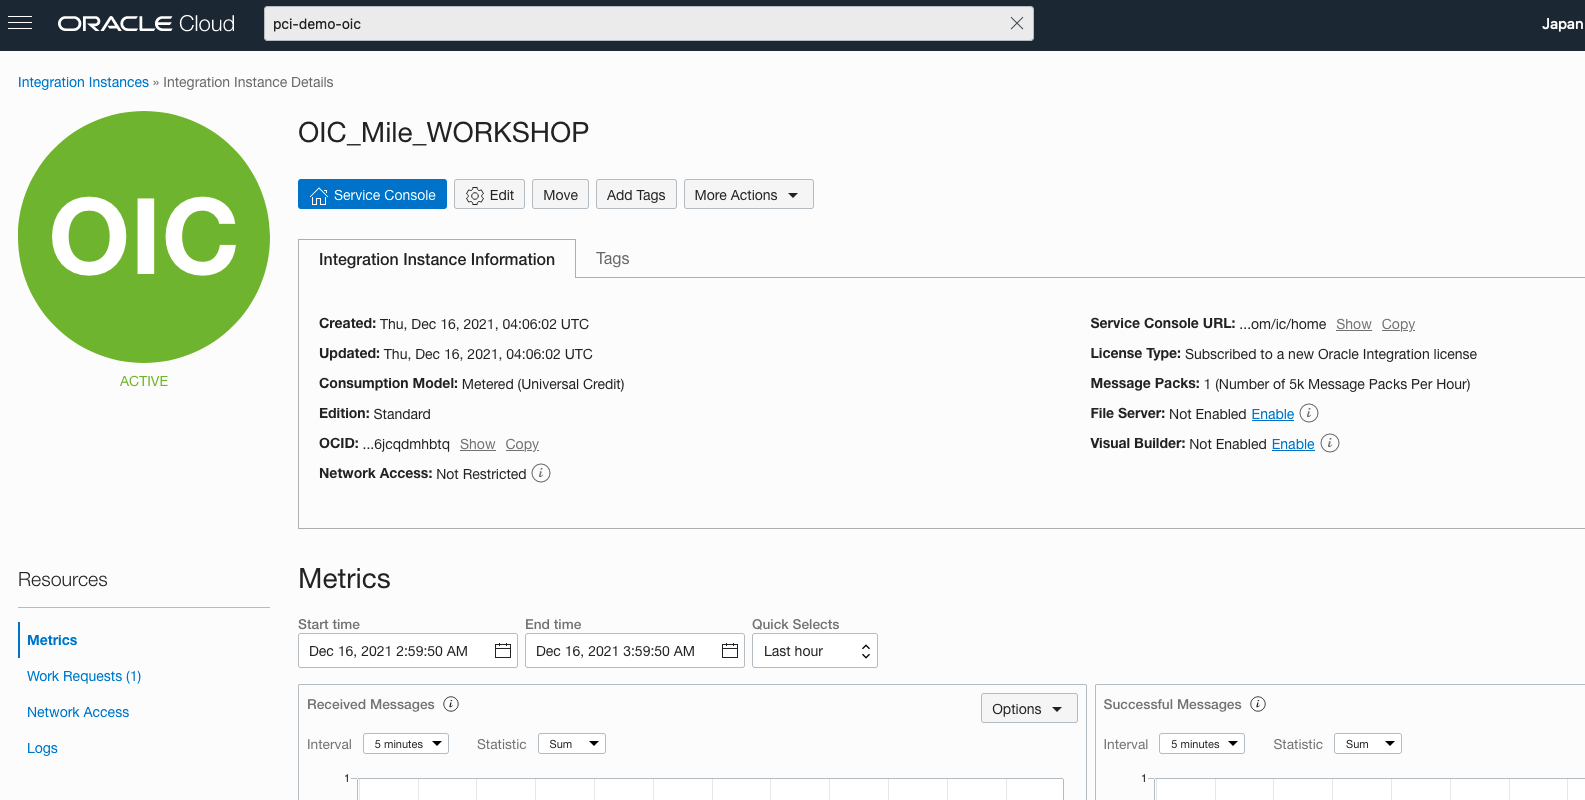 ORACLE Cloud
pci-demo-oic
Japan
Integration Instances » Integration Instance Details
OIC
ACTIVE
OIC_Mile_WORKSHOP
Service Console
Edit
Move
Add Tags
More Actions
Integration Instance Information
Tags
Created: Thu, Dec 16, 2021, 04:06:02 UTC
Updated: Thu, Dec 16, 2021, 04:06:02 UTC
Consumption Model: Metered (Universal Credit)
Edition: Standard
OCID: ...6jcqdmhbtq Show Copy
Network Access: Not Restricted i
Service Console URL: ...om/ic/home Show Copy
License Type: Subscribed to a new Oracle Integration license
Message Packs: 1 (Number of 5k Message Packs Per Hour)
File Server: Not Enabled Enable i
Visual Builder: Not Enabled Enable i
Resources
Metrics
Work Requests (1)
Network Access
Logs
Metrics
Start time
Dec 16, 2021 2:59:50 AM
End time
Dec 16, 2021 3:59:50 AM
Quick Selects
Last hour
Received Messages i
Options
Interval 5 minutes Statistic Sum
1
Successful Messages i
Interval 5 minutes Statistic Sum
1